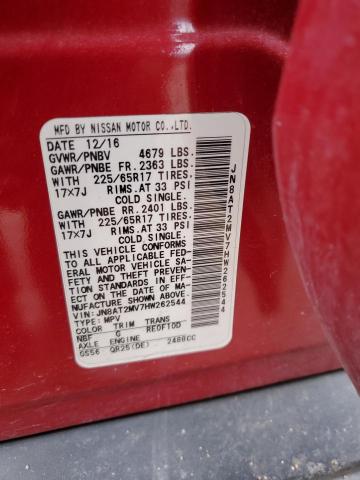 MFD BY NISSAN MOTOR CO.,LTD.
DATE 12/16
GVWR/PNBV 4679 LBS.
GAWR/PNBE FR. 2363 LBS.
WITH 225/65R17 TIRES
17x7J RIMS.AT 33 PSI
COLD SINGLE.
GAWR/PNBE RR. 2401 LBS.
WITH 225/65R17 TIRES
17x7J RIMS.AT 33 PSI
COLD SINGLE.
THIS VEHICLE CONFORMS
TO ALL APPLICABLE FED-
ERAL MOTOR VEHICLE SA-
FETY AND THEFT PREVENT-
ION STANDARDS IN EFF-
ECT ON THE DATE OF MA-
NUFACTURE SHOWN ABOVE.
VIN:JN8AT2MV7HW262544
TYPE:MPV
COLOR TRIM TRANS
NBF G RE0F10D
AXLE ENGINE
GS56 QR25(DE) 2488CC
JN8AT2MV7HW262544